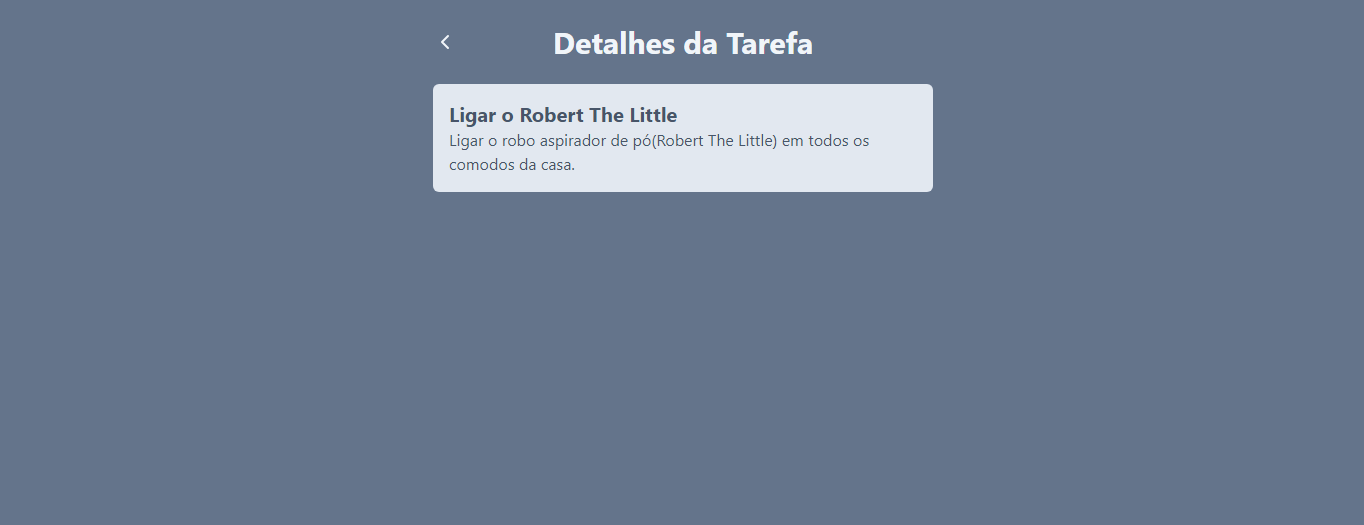 Detalhes da Tarefa
Ligar o Robert The Little
Ligar o robo aspirador de pó(Robert The Little) em todos os
comodos da casa.